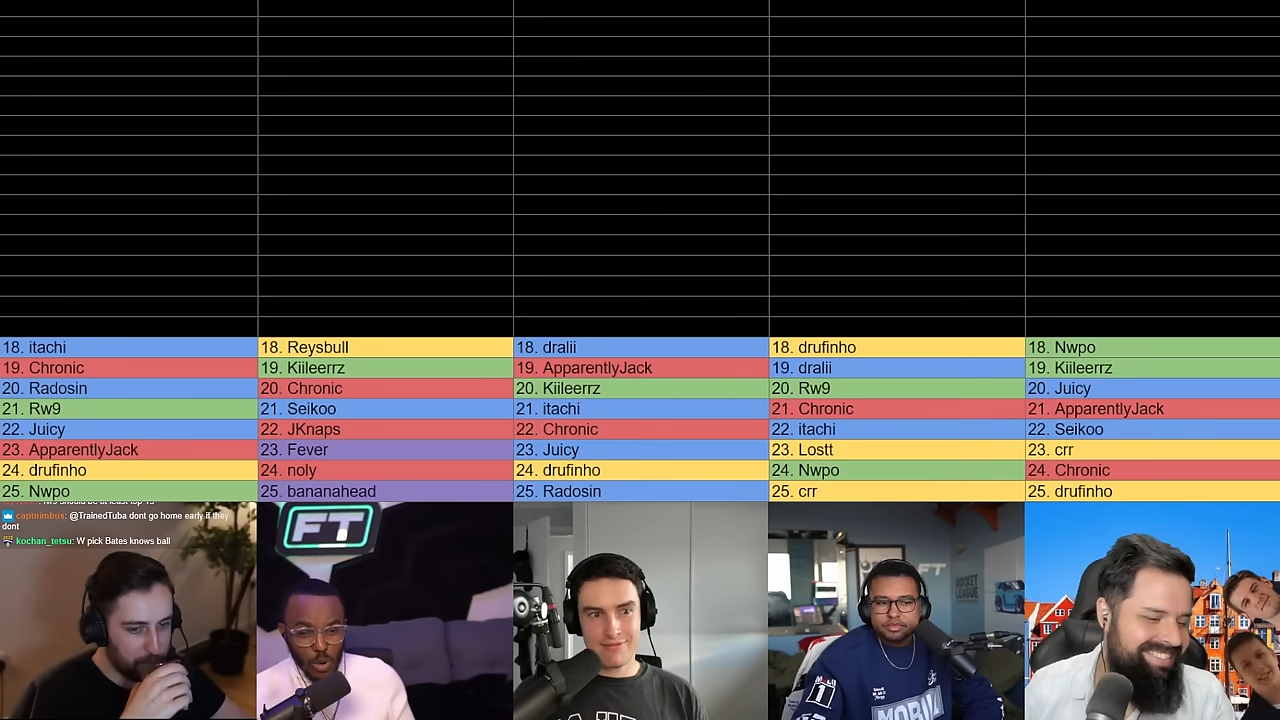 18. itachi
19. Chronic
20. Radosin
21. Rw9
22. Juicy
23. ApparentlyJack
24. drufinho
25. Nwpo
18. Reysbull
19. Kiileerrz
20. Chronic
21. Seikoo
22. JKnaps
23. Fever
24. noly
25. bananahead
18. dralii
19. ApparentlyJack
20. Kiileerrz
21. itachi
22. Chronic
23. Juicy
24. drufinho
25. Radosin
18. drufinho
19. dralii
20. Rw9
21. Chronic
22. itachi
23. Lostt
24. Nwpo
25. crr
18. Nwpo
19. Kiileerrz
20. Juicy
21. ApparentlyJack
22. Seikoo
23. crr
24. Chronic
25. drufinho
captnimbus: @TrainedTuba dont go home early if they
dont
kochan_tetsu: W pick Bates knows ball
FT
FT
ROCKET
LEAGUE
MOBIL
1